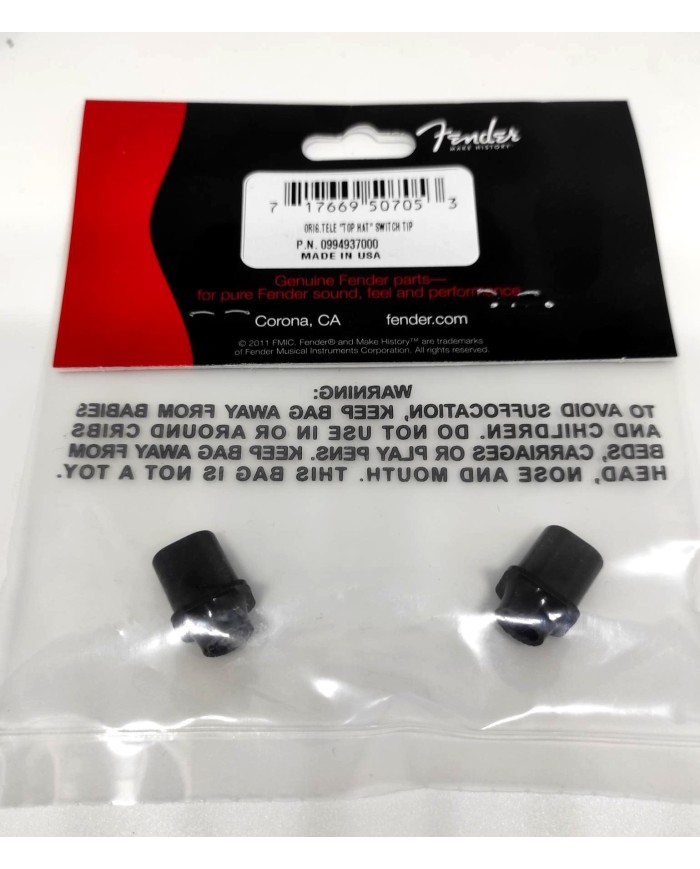 Fender
MAKE HISTORY™
7 17669 50705 3
ORIG.TELE "TOP HAT" SWITCH TIP
P.N. 0994937000
MADE IN USA
Genuine Fender parts—
for pure Fender sound, feel and performance
Corona, CA fender.com
© 2011 FMIC. Fender® and Make History™ are trademarks
of Fender Musical Instruments Corporation. All rights reserved.
WARNING:
TO AVOID SUFFOCATION, KEEP BAG AWAY FROM BABIES
AND CHILDREN. DO NOT USE IN OR AROUND CRIBS
BEDS, CARRIAGES OR PLAY PENS. KEEP BAG AWAY FROM
HEAD, NOSE AND MOUTH. THIS BAG IS NOT A TOY.